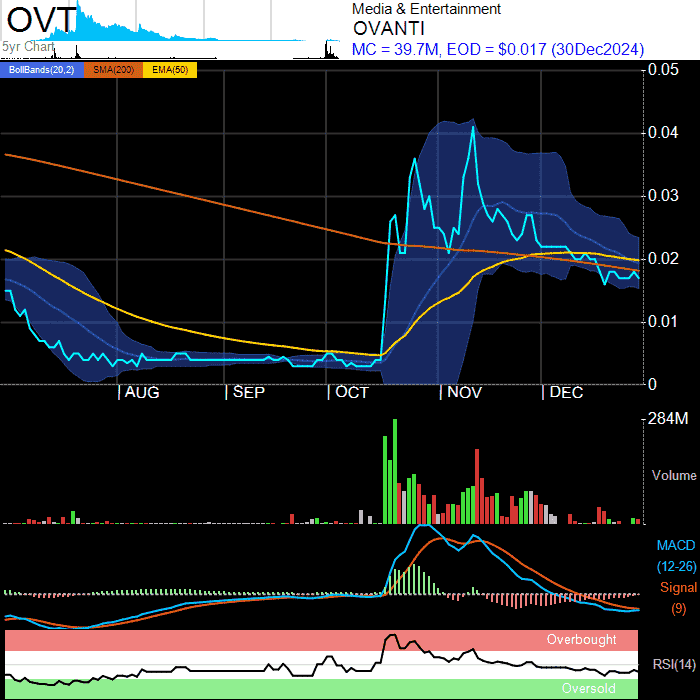 OVT
5yr Chart
Media & Entertainment
OVANTI
MC = 39.7M, EOD = $0.017 (30Dec2024)
BollBands(20,2) SMA(200) EMA(50)
0.05
0.04
0.03
0.02
0.01
0
AUG SEP OCT NOV DEC
284M
Volume
MACD
(12-26)
Signal
(9)
Overbought
RSI(14)
Oversold